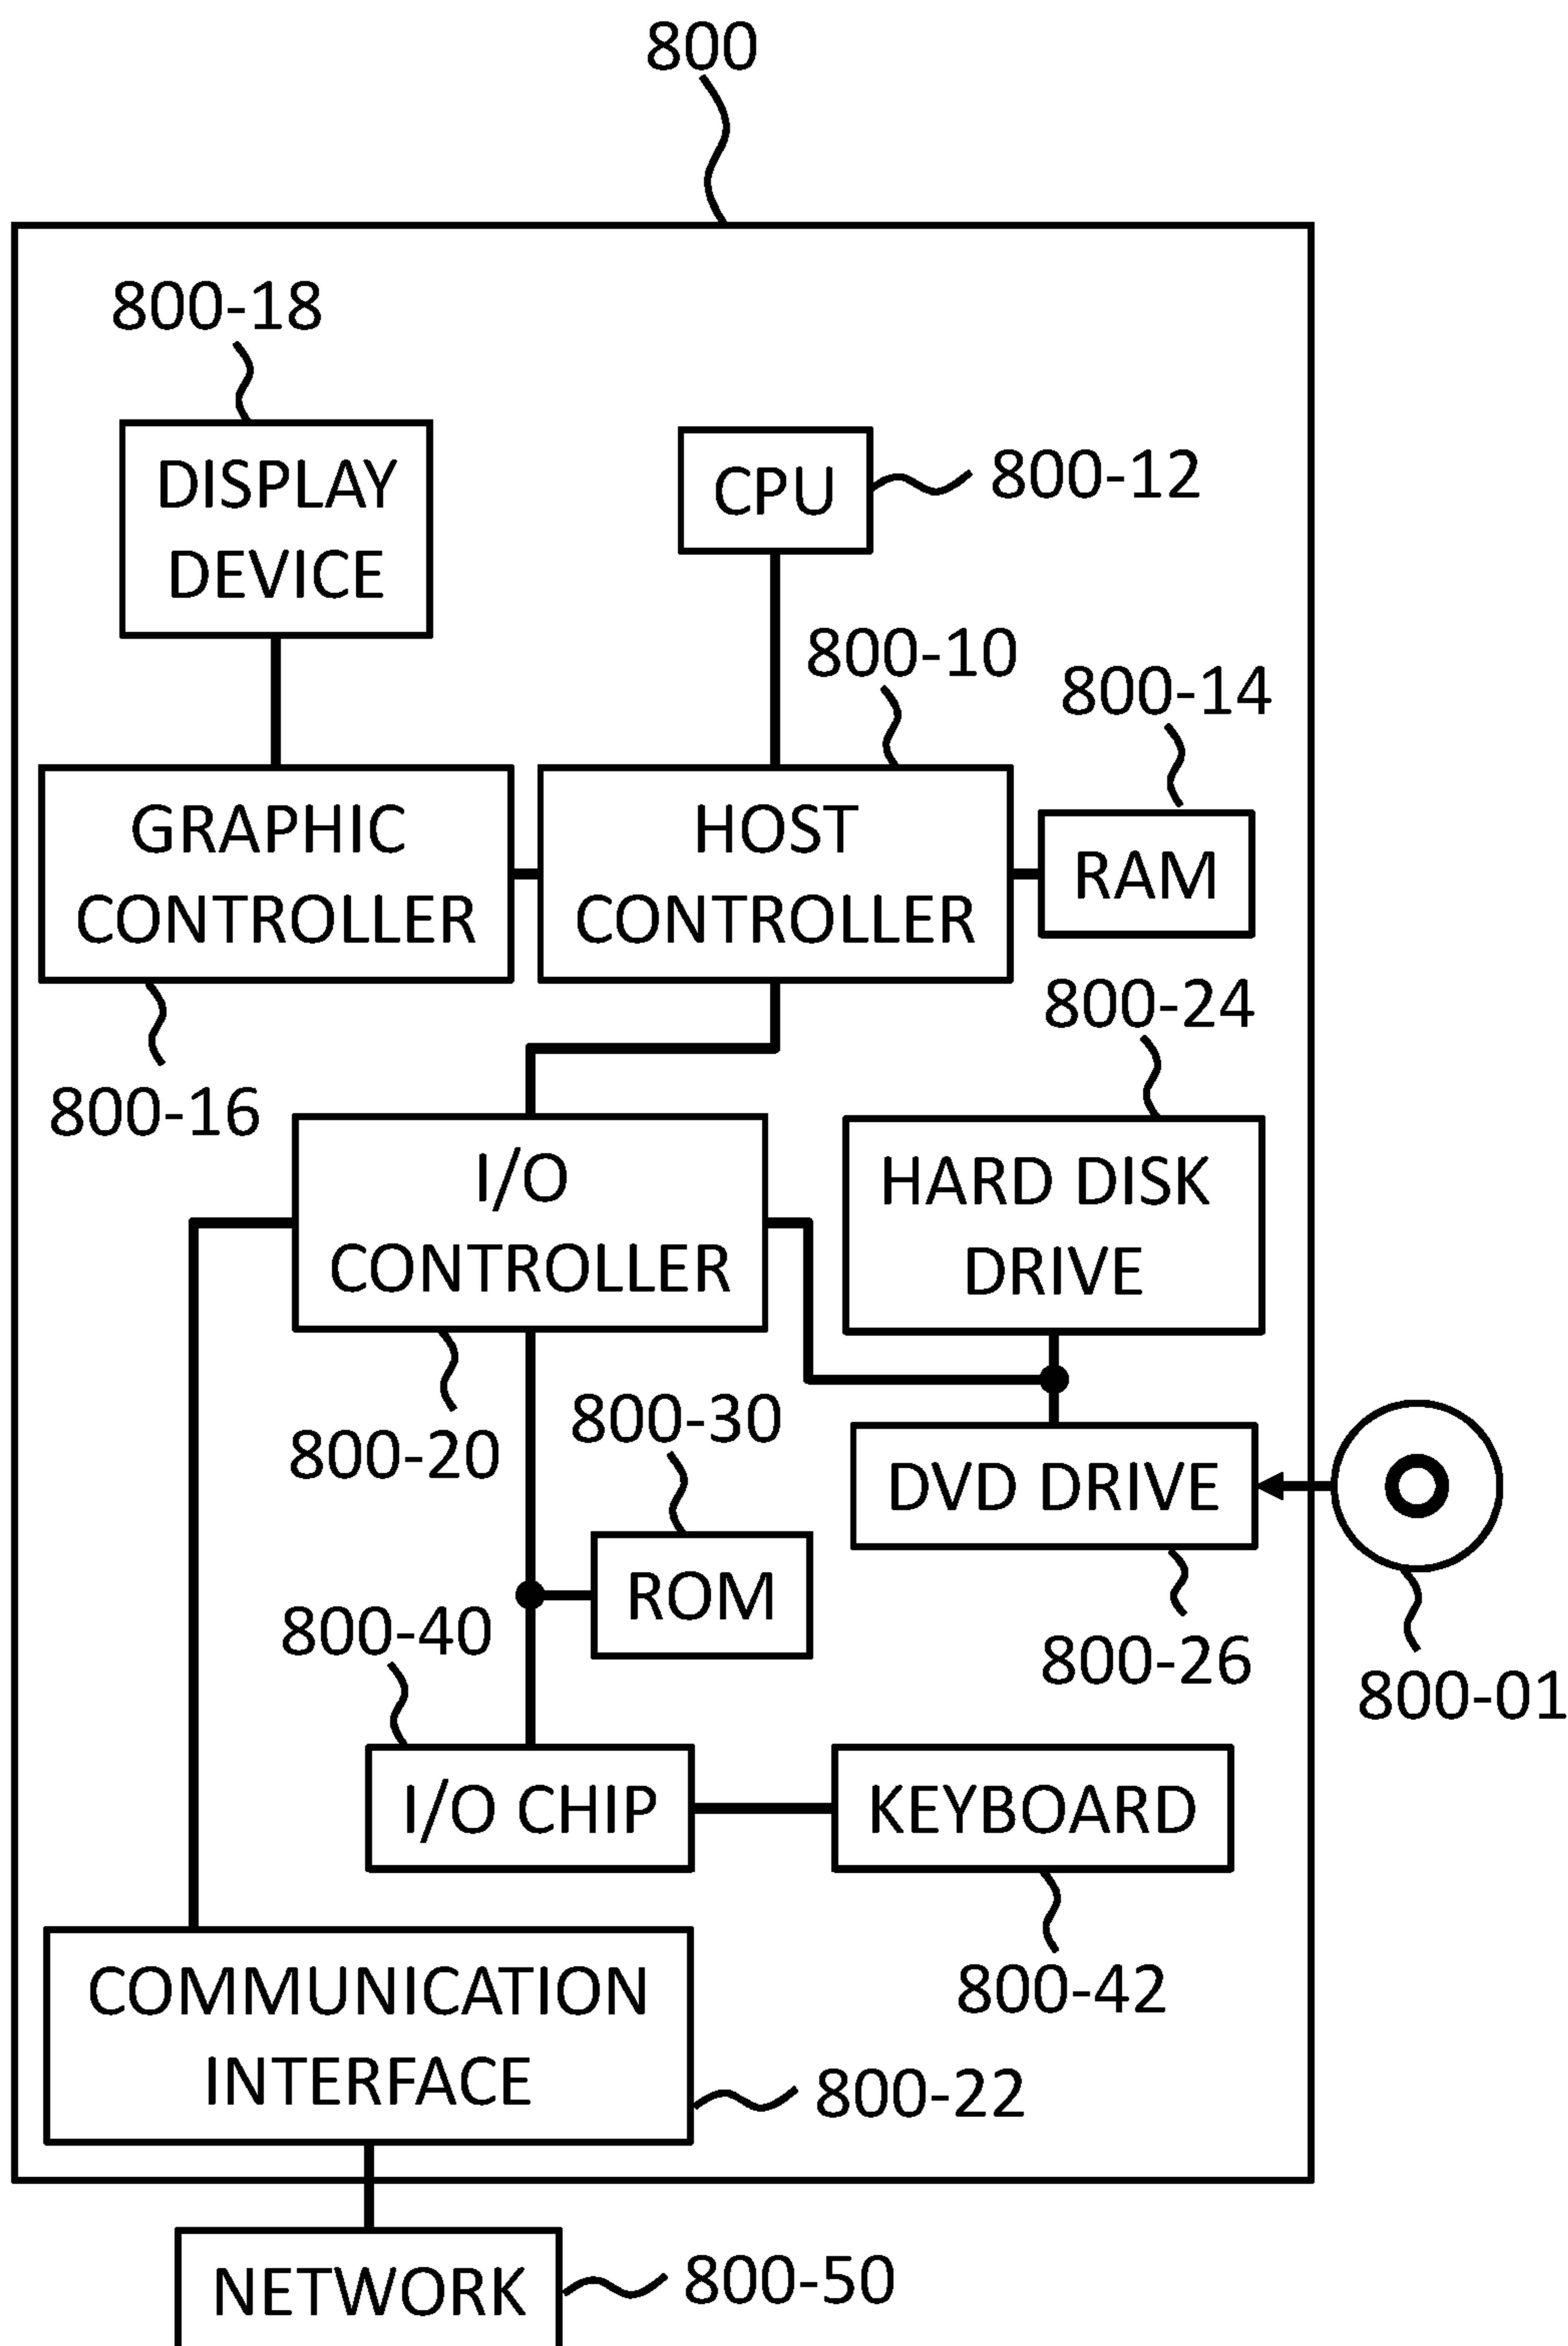 800
800-18
DISPLAY
DEVICE
CPU
800-12
800-10
800-14
GRAPHIC
CONTROLLER
HOST
CONTROLLER
RAM
800-16
800-24
I/O
CONTROLLER
HARD DISK
DRIVE
800-20
800-30
DVD DRIVE
ROM
800-40
800-26
800-01
I/O CHIP
KEYBOARD
800-42
COMMUNICATION
INTERFACE
800-22
NETWORK
800-50